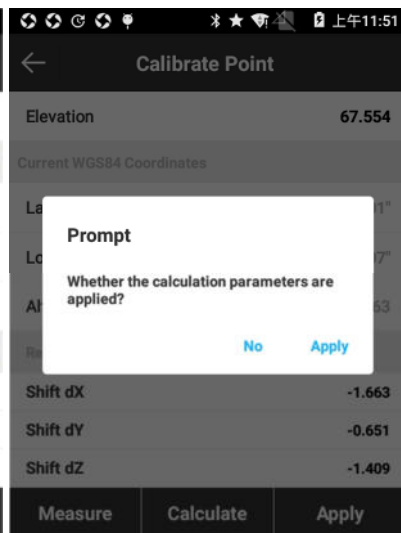 上午11:51
Calibrate Point
Elevation 67.554
Current WGS84 Coordinates
Prompt
Whether the calculation parameters are
applied?
No Apply
Shift dX -1.663
Shift dY -0.651
Shift dZ -1.409
Measure Calculate Apply